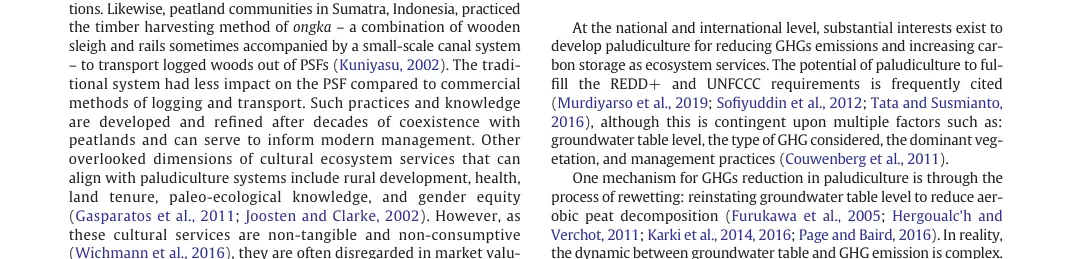 tions. Likewise, peatland communities in Sumatra, Indonesia, practiced
the timber harvesting method of ongka – a combination of wooden
sleigh and rails sometimes accompanied by a small-scale canal system
– to transport logged woods out of PSFs (Kuniyasu, 2002). The tradi-
tional system had less impact on the PSF compared to commercial
methods of logging and transport. Such practices and knowledge
are developed and refined after decades of coexistence with
peatlands and can serve to inform modern management. Other
overlooked dimensions of cultural ecosystem services that can
align with paludiculture systems include rural development, health,
land tenure, paleo-ecological knowledge, and gender equity
(Gasparatos et al., 2011; Joosten and Clarke, 2002). However, as
these cultural services are non-tangible and non-consumptive
(Wichmann et al., 2016), they are often disregarded in market valu-
At the national and international level, substantial interests exist to
develop paludiculture for reducing GHGs emissions and increasing car-
bon storage as ecosystem services. The potential of paludiculture to ful-
fill the REDD+ and UNFCCC requirements is frequently cited
(Murdiyarso et al., 2019; Sofiyuddin et al., 2012; Tata and Susmianto,
2016), although this is contingent upon multiple factors such as:
groundwater table level, the type of GHG considered, the dominant veg-
etation, and management practices (Couwenberg et al., 2011).
One mechanism for GHGs reduction in paludiculture is through the
process of rewetting: reinstating groundwater table level to reduce aer-
obic peat decomposition (Furukawa et al., 2005; Hergoualc'h and
Verchot, 2011; Karki et al., 2014, 2016; Page and Baird, 2016). In reality,
the dynamic between groundwater table and GHG emission is complex.